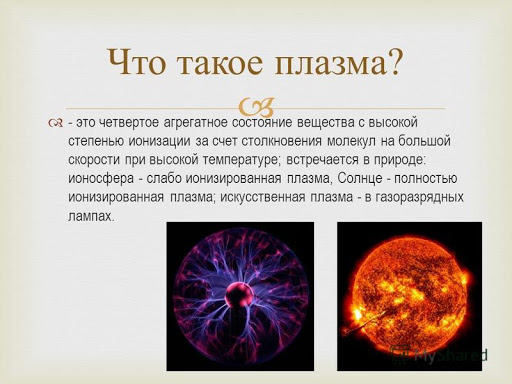 Что такое плазма?
- это четвертое агрегатное состояние вещества с высокой
степенью ионизации за счет столкновения молекул на большой
скорости при высокой температуре; встречается в природе:
ионосфера - слабо ионизированная плазма, Солнце - полностью
ионизированная плазма; искусственная плазма - в газоразрядных
лампах.
MyShared